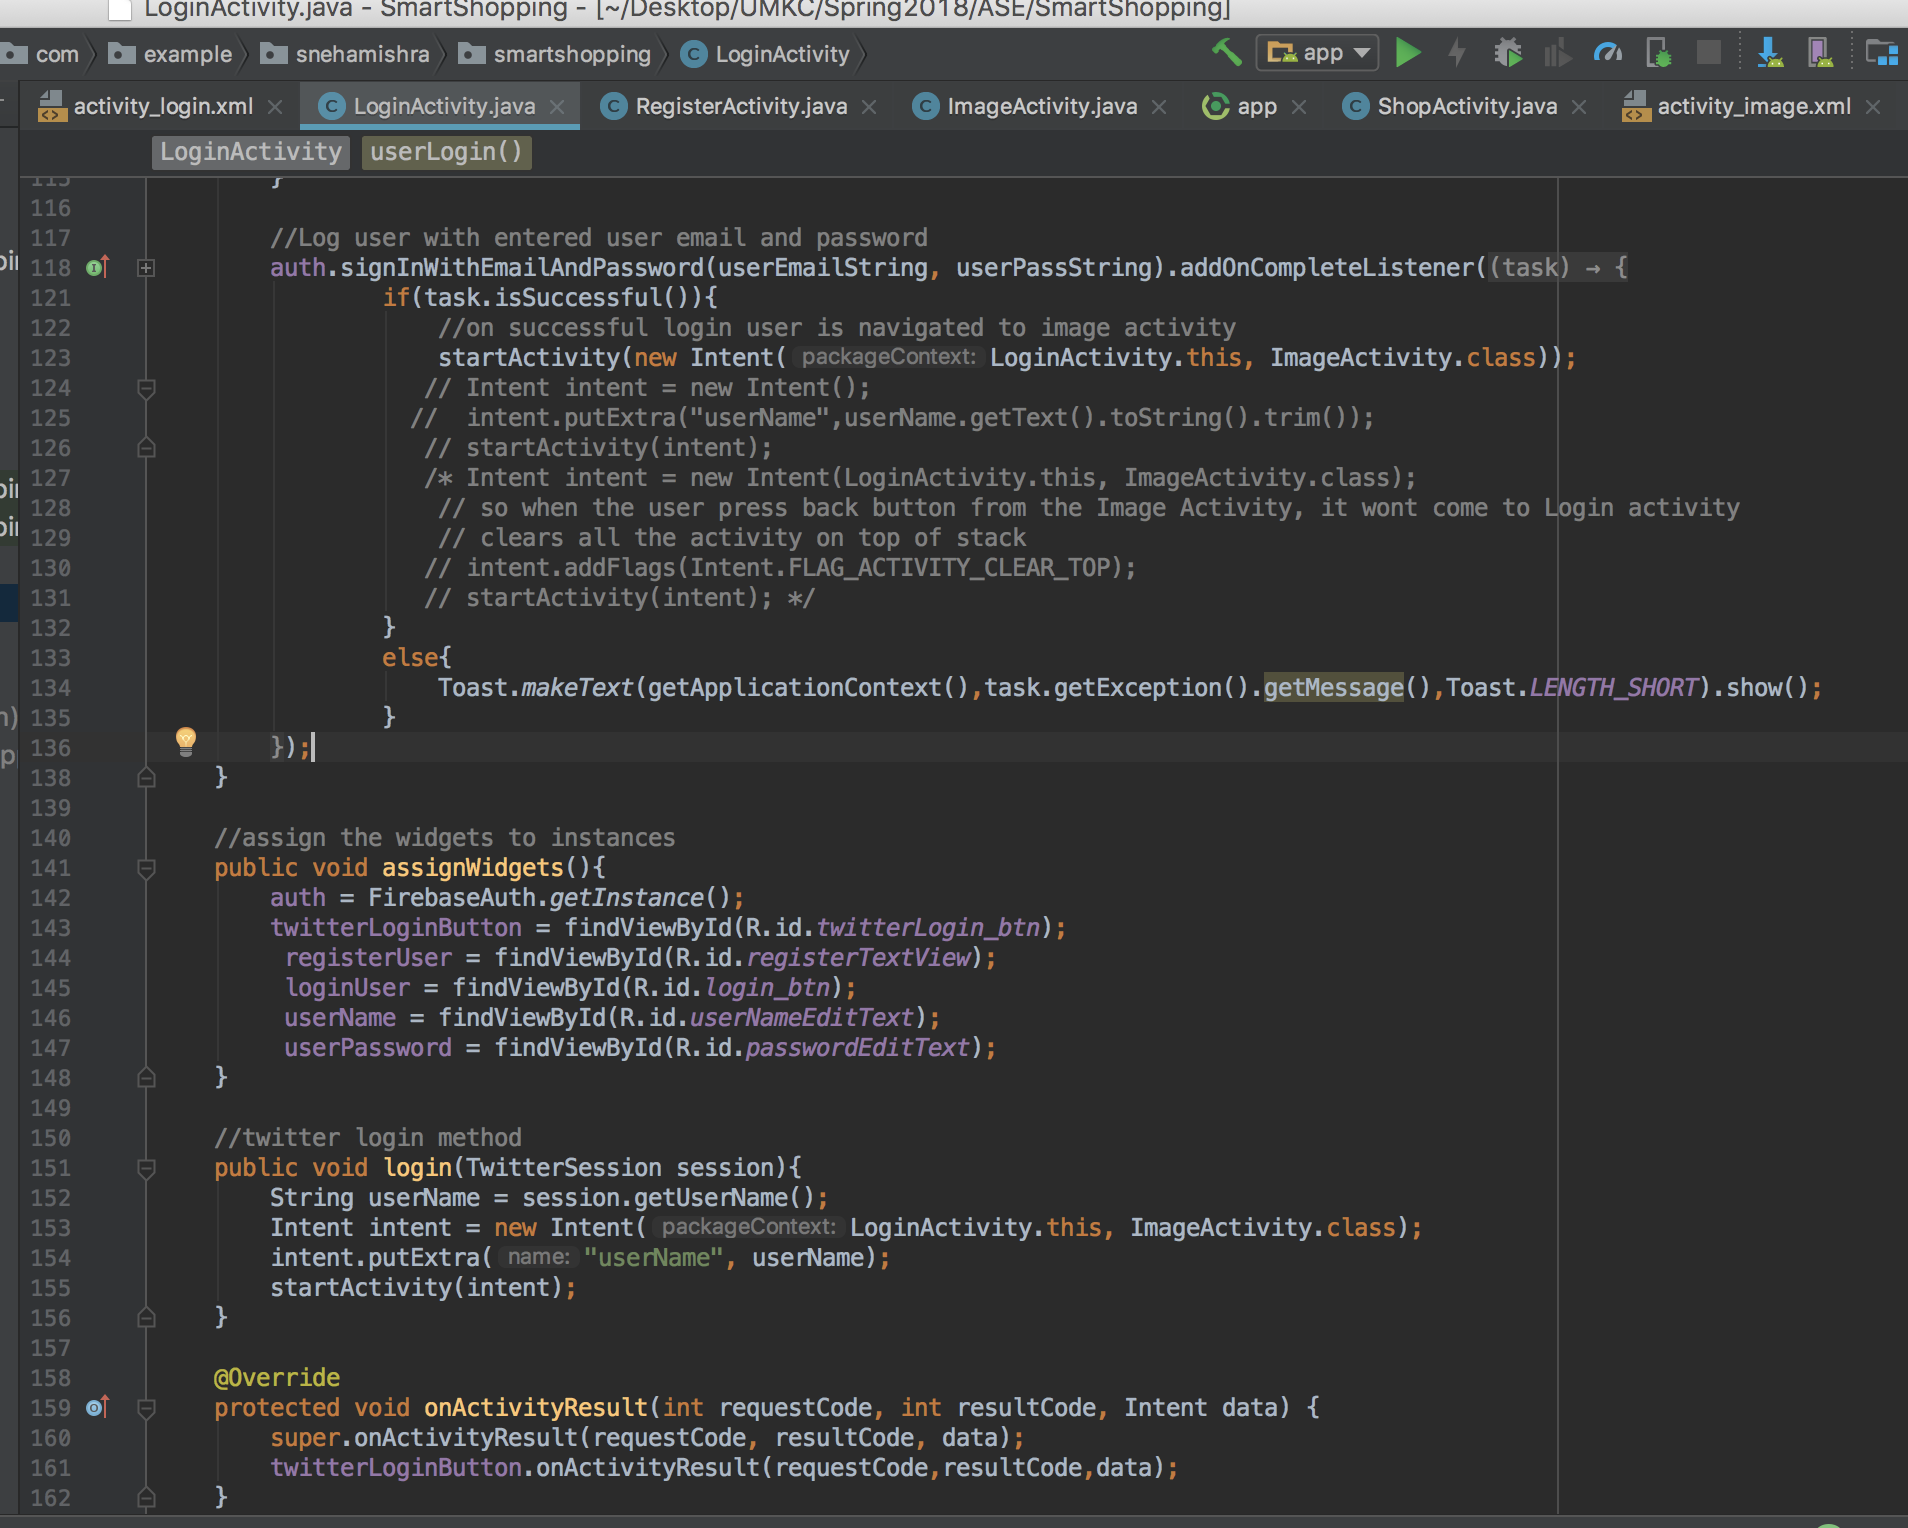 LoginActivity.java - SmartShopping - [~/Desktop/UMKC/Spring2018/ASE/SmartShopping]
com example snehamishra smartshopping C LoginActivity app
activity_login.xml C LoginActivity.java C RegisterActivity.java C ImageActivity.java app C ShopActivity.java activity_image.xml
LoginActivity userLogin()
115 }
116
117 //Log user with entered user email and password
118 auth.signInWithEmailAndPassword(userEmailString, userPassString).addOnCompleteListener((task) → {
121 if(task.isSuccessful()){
122 //on successful login user is navigated to image activity
123 startActivity(new Intent( packageContext: LoginActivity.this, ImageActivity.class));
124 // Intent intent = new Intent();
125 // intent.putExtra("userName",userName.getText().toString().trim());
126 // startActivity(intent);
127 /* Intent intent = new Intent(LoginActivity.this, ImageActivity.class);
128 // so when the user press back button from the Image Activity, it wont come to Login activity
129 // clears all the activity on top of stack
130 // intent.addFlags(Intent.FLAG_ACTIVITY_CLEAR_TOP);
131 // startActivity(intent); */
132 }
133 else{
134 Toast.makeText(getApplicationContext(),task.getException().getMessage(),Toast.LENGTH_SHORT).show();
135 }
136 });
138 }
139
140 //assign the widgets to instances
141 public void assignWidgets(){
142 auth = FirebaseAuth.getInstance();
143 twitterLoginButton = findViewById(R.id.twitterLogin_btn);
144 registerUser = findViewById(R.id.registerTextView);
145 loginUser = findViewById(R.id.login_btn);
146 userName = findViewById(R.id.userNameEditText);
147 userPassword = findViewById(R.id.passwordEditText);
148 }
149
150 //twitter login method
151 public void login(TwitterSession session){
152 String userName = session.getUserName();
153 Intent intent = new Intent( packageContext: LoginActivity.this, ImageActivity.class);
154 intent.putExtra( name: "userName", userName);
155 startActivity(intent);
156 }
157
158 @Override
159 protected void onActivityResult(int requestCode, int resultCode, Intent data) {
160 super.onActivityResult(requestCode, resultCode, data);
161 twitterLoginButton.onActivityResult(requestCode,resultCode,data);
162 }